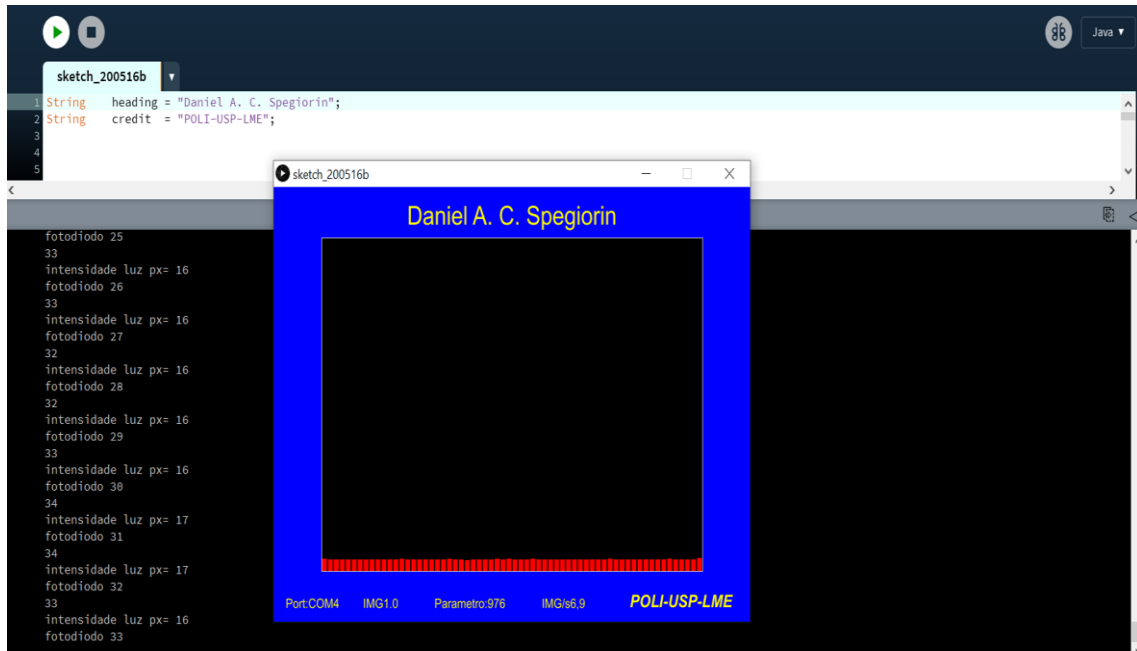 Java ▼
sketch_200516b ▼
1 String heading = "Daniel A. C. Spegiorin";
2 String credit = "POLI-USP-LME";
3
4
5
sketch_200516b
Daniel A. C. Spegiorin
Port:COM4 IMG1.0 Parametro:976 IMG/s6,9 POLI-USP-LME
fotodiodo 25
33
intensidade luz px= 16
fotodiodo 26
33
intensidade luz px= 16
fotodiodo 27
32
intensidade luz px= 16
fotodiodo 28
32
intensidade luz px= 16
fotodiodo 29
33
intensidade luz px= 16
fotodiodo 30
34
intensidade luz px= 17
fotodiodo 31
34
intensidade luz px= 17
fotodiodo 32
33
intensidade luz px= 16
fotodiodo 33